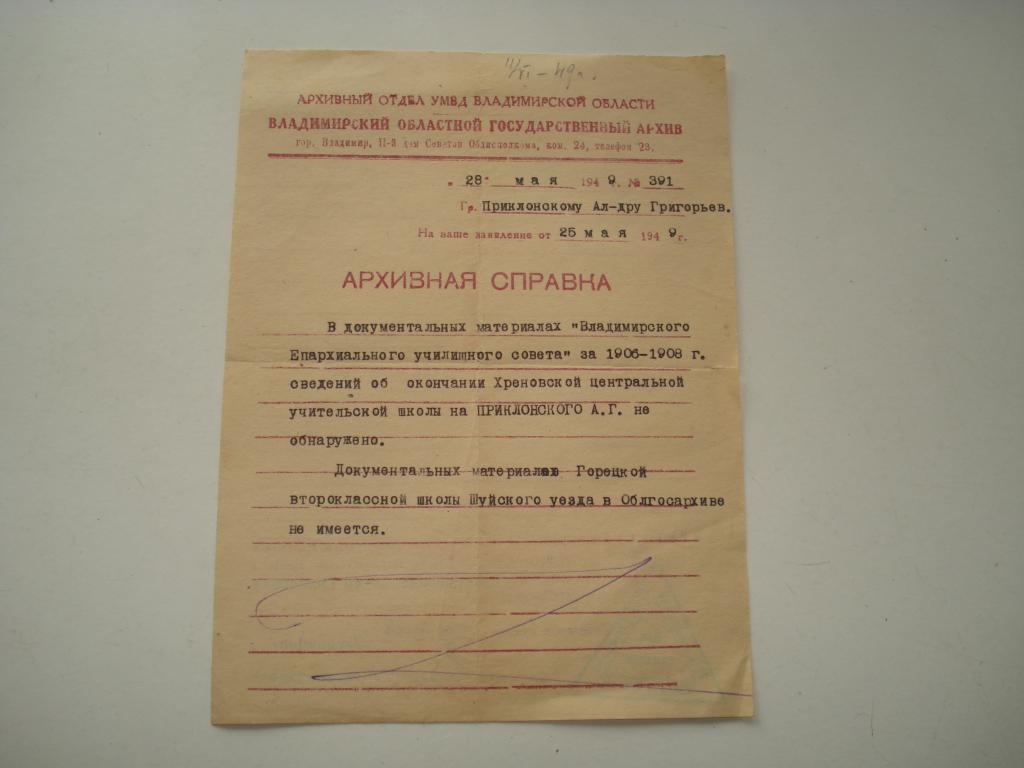 11/VI – 49г.
АРХИВНЫЙ ОТДЕЛ УМВД ВЛАДИМИРСКОЙ ОБЛАСТИ
ВЛАДИМИРСКИЙ ОБЛАСТНОЙ ГОСУДАРСТВЕННЫЙ АРХИВ
гор. Владимир, II-й дом Советов Облисполкома, ком. 24, телефон 23.
"28" мая 1949. № 391
Гр. Приклонскому Ал-дру Григорьев.
На ваше заявление от 25 мая 1949 г.
АРХИВНАЯ СПРАВКА
В документальных материалах "Владимирского
Епархиального училищного совета" за 1906-1908 г.
сведений об окончании Хреновской центральной
учительской школы на ПРИКЛОНСКОГО А.Г. не
обнаружено.
Документальных материалов Горецкой
второклассной школы Шуйского уезда в Облгосархиве
не имеется.